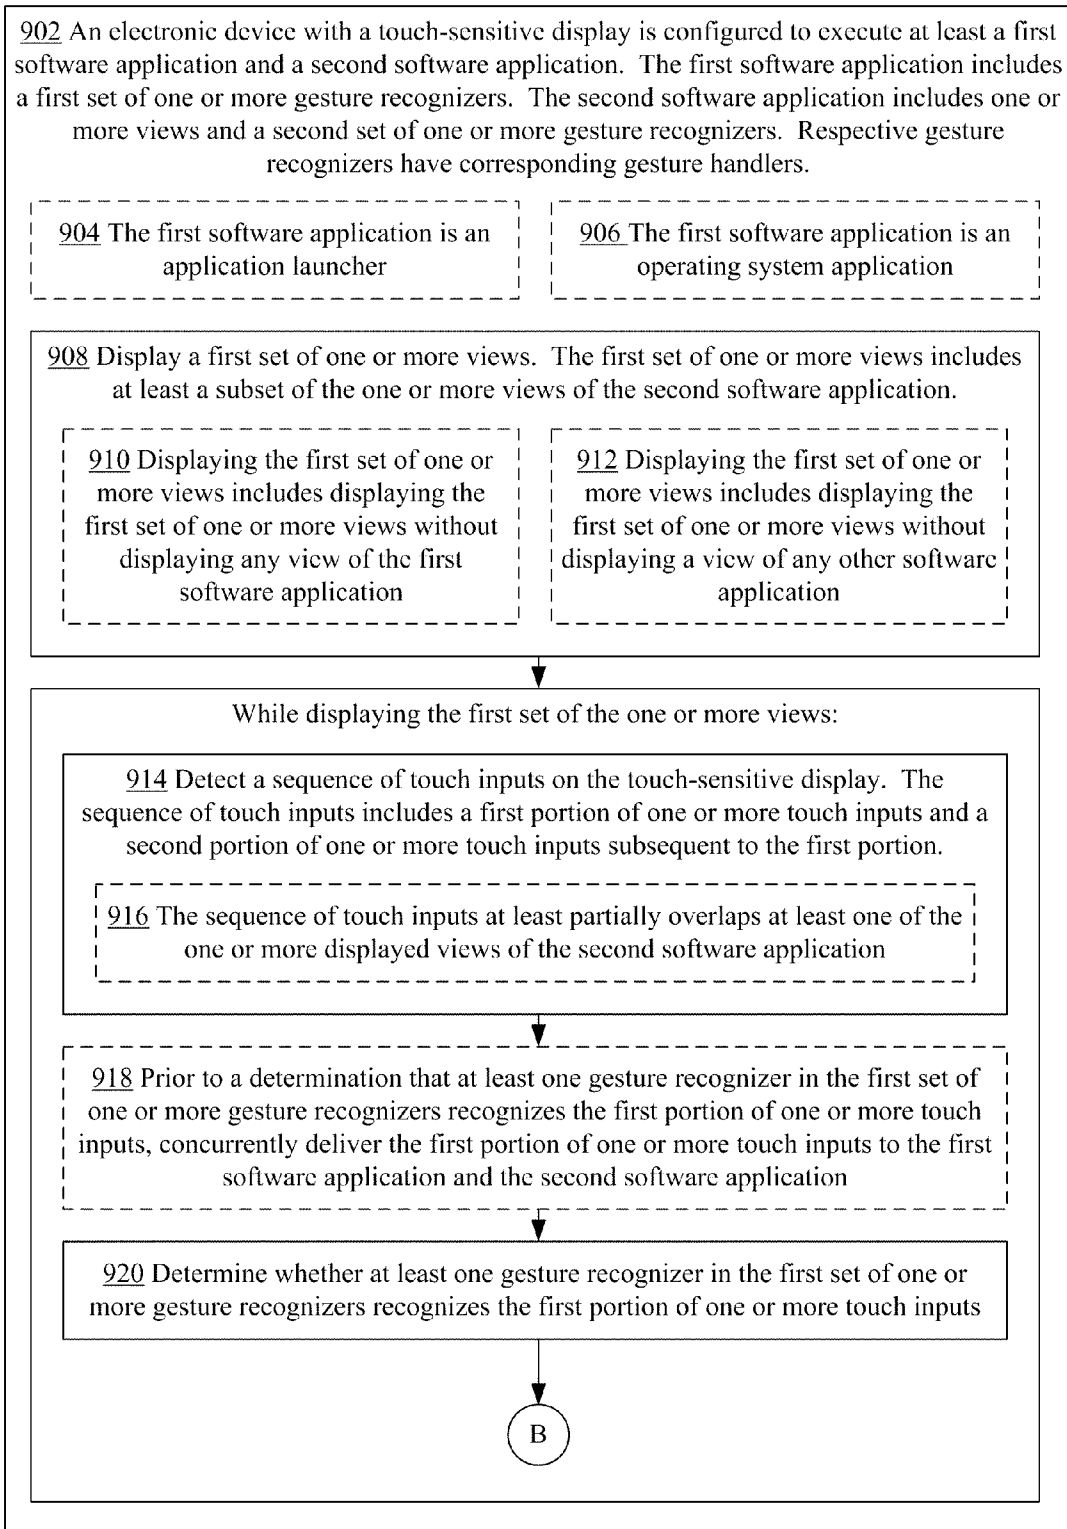 902 An electronic device with a touch-sensitive display is configured to execute at least a first
software application and a second software application. The first software application includes
a first set of one or more gesture recognizers. The second software application includes one or
more views and a second set of one or more gesture recognizers. Respective gesture
recognizers have corresponding gesture handlers.
904 The first software application is an
application launcher
906 The first software application is an
operating system application
908 Display a first set of one or more views. The first set of one or more views includes
at least a subset of the one or more views of the second software application.
910 Displaying the first set of one or
more views includes displaying the
first set of one or more views without
displaying any view of the first
software application
912 Displaying the first set of one or
more views includes displaying the
first set of one or more views without
displaying a view of any other software
application
While displaying the first set of the one or more views:
914 Detect a sequence of touch inputs on the touch-sensitive display. The
sequence of touch inputs includes a first portion of one or more touch inputs and a
second portion of one or more touch inputs subsequent to the first portion.
916 The sequence of touch inputs at least partially overlaps at least one of the
one or more displayed views of the second software application
918 Prior to a determination that at least one gesture recognizer in the first set of
one or more gesture recognizers recognizes the first portion of one or more touch
inputs, concurrently deliver the first portion of one or more touch inputs to the first
software application and the second software application
920 Determine whether at least one gesture recognizer in the first set of one or
more gesture recognizers recognizes the first portion of one or more touch inputs
B